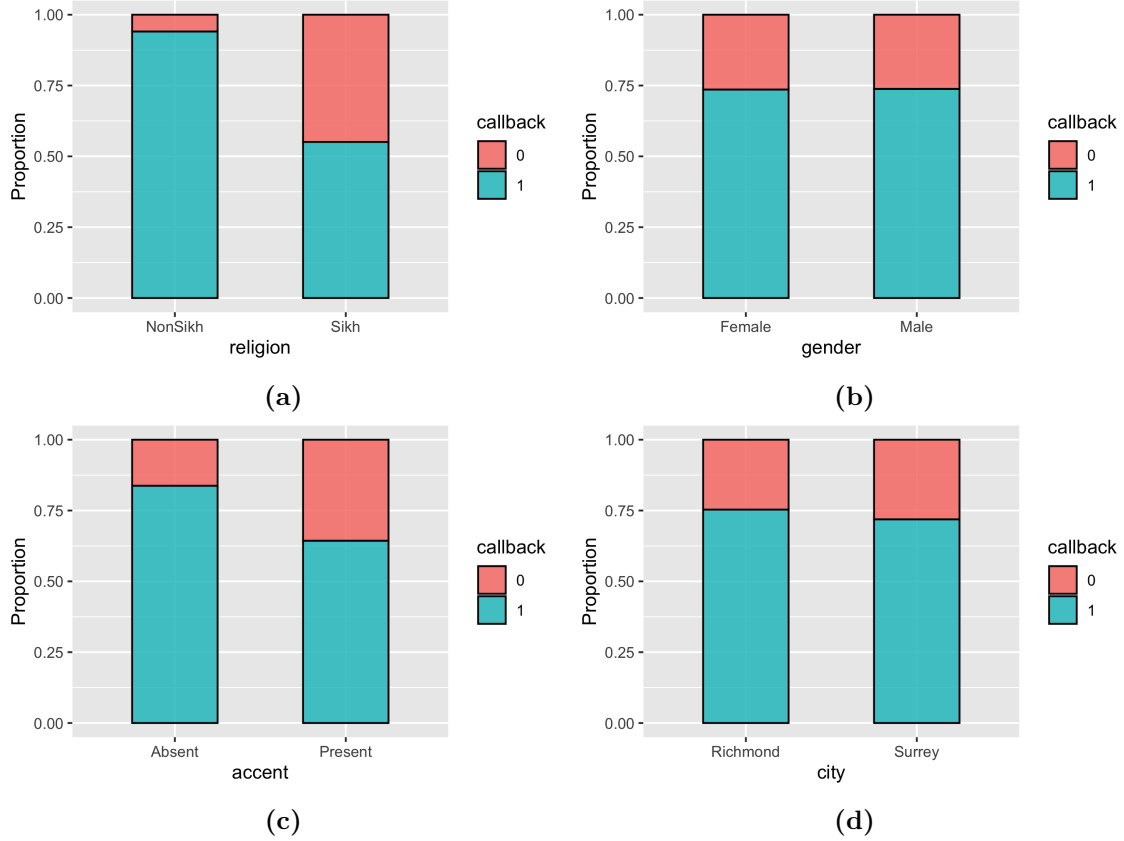 1.00
0.75
0.50
0.25
0.00
Proportion
NonSikh Sikh
religion
callback
0
1
(a)
1.00
0.75
0.50
0.25
0.00
Proportion
Female Male
gender
callback
0
1
(b)
1.00
0.75
0.50
0.25
0.00
Proportion
Absent Present
accent
callback
0
1
(c)
1.00
0.75
0.50
0.25
0.00
Proportion
Richmond Surrey
city
callback
0
1
(d)